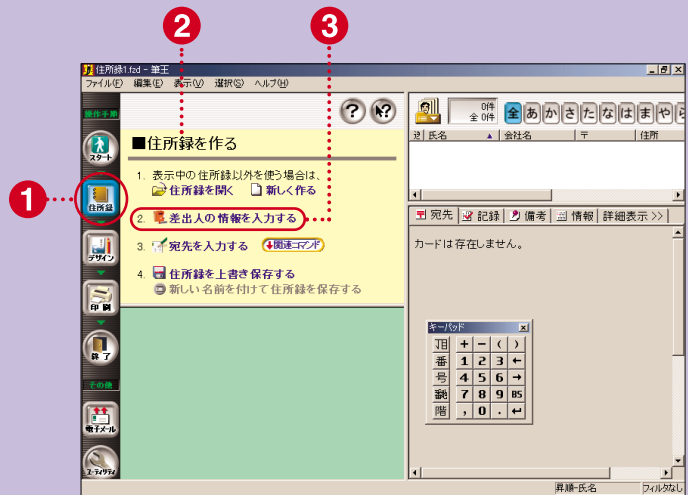 2
3
1
住所録1.fzd - 筆王
ファイル(F) 編集(E) 表示(V) 選択(S) ヘルプ(H)
操作手順
スタート
住所録
デザイン
印刷
終了
その他
電子メール
ユーティリティ
■住所録を作る
1. 表示中の住所録以外を使う場合は、
住所録を開く 新しく作る
2. 差出人の情報を入力する
3. 宛先を入力する 関連コマンド
4. 住所録を上書き保存する
新しい名前を付けて住所録を保存する
0件
全 0件
全 あ か さ た な は ま や ら
氏名 会社名 〒 住所
宛先 記録 備考 情報 詳細表示>>
カードは存在しません。
キーパッド
+ - ( )
番 1 2 3 ←
号 4 5 6 →
7 8 9 BS
階 , 0 . ↵
昇順-氏名 フィルタなし